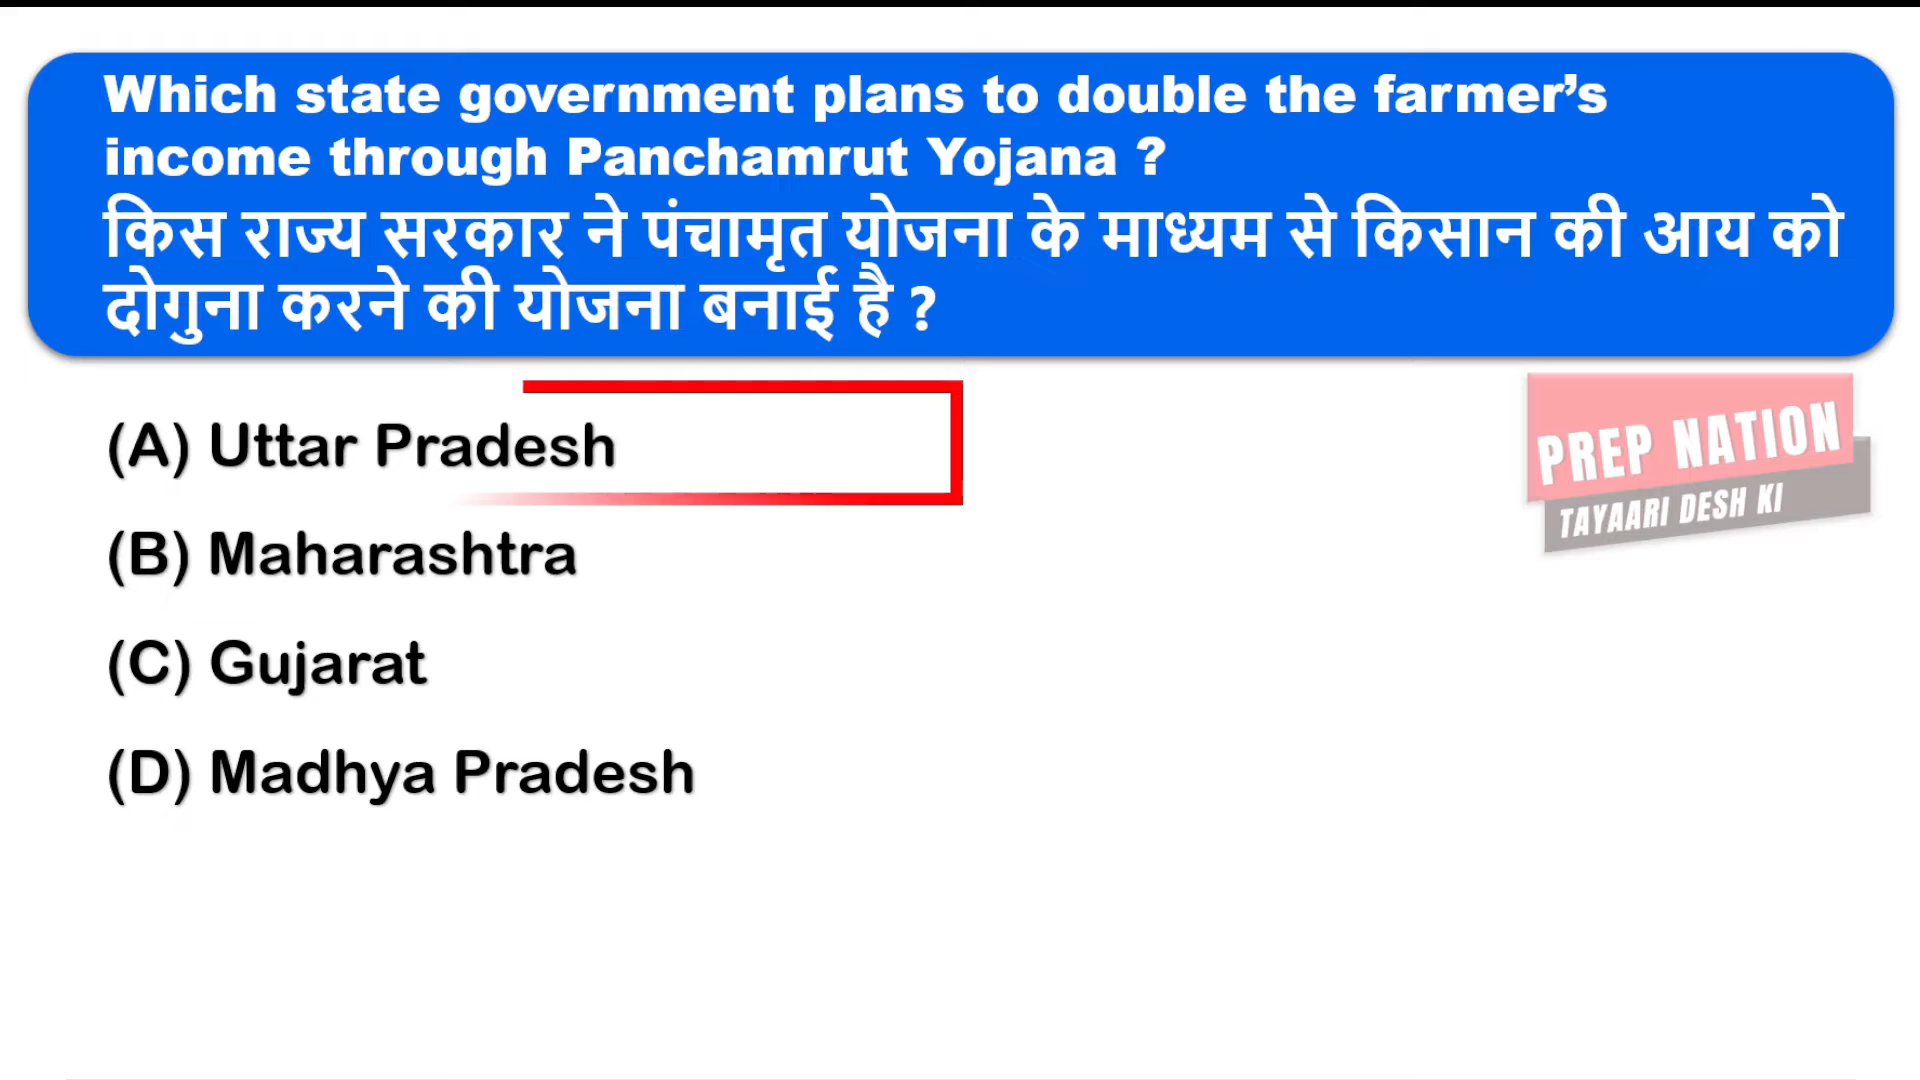 Which state government plans to double the farmer’s
income through Panchamrut Yojana ?
किस राज्य सरकार ने पंचामृत योजना के माध्यम से किसान की आय को
दोगुना करने की योजना बनाई है ?
(A) Uttar Pradesh
(B) Maharashtra
(C) Gujarat
(D) Madhya Pradesh
PREP NATION
TAYAARI DESH KI